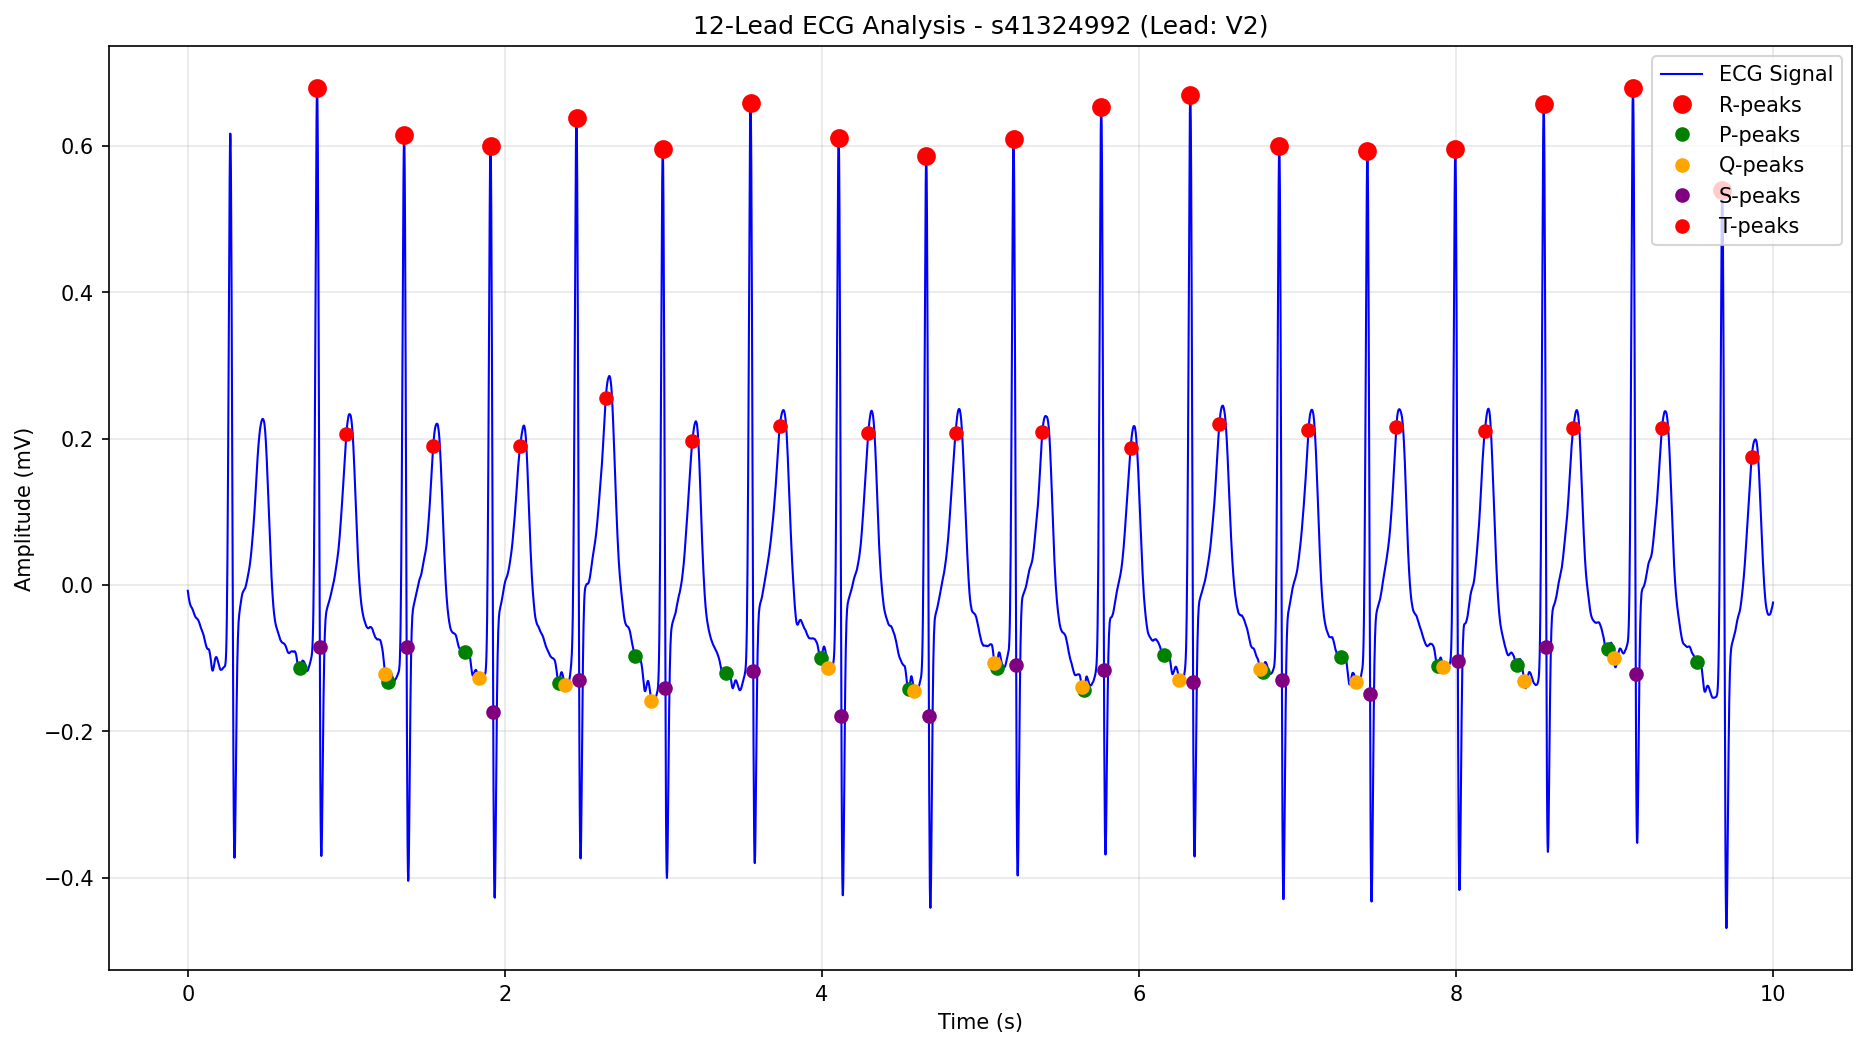 12-Lead ECG Analysis - s41324992 (Lead: V2)
ECG Signal
R-peaks
P-peaks
Q-peaks
S-peaks
T-peaks
Amplitude (mV)
0.6
0.4
0.2
0.0
−0.2
−0.4
0 2 4 6 8 10
Time (s)